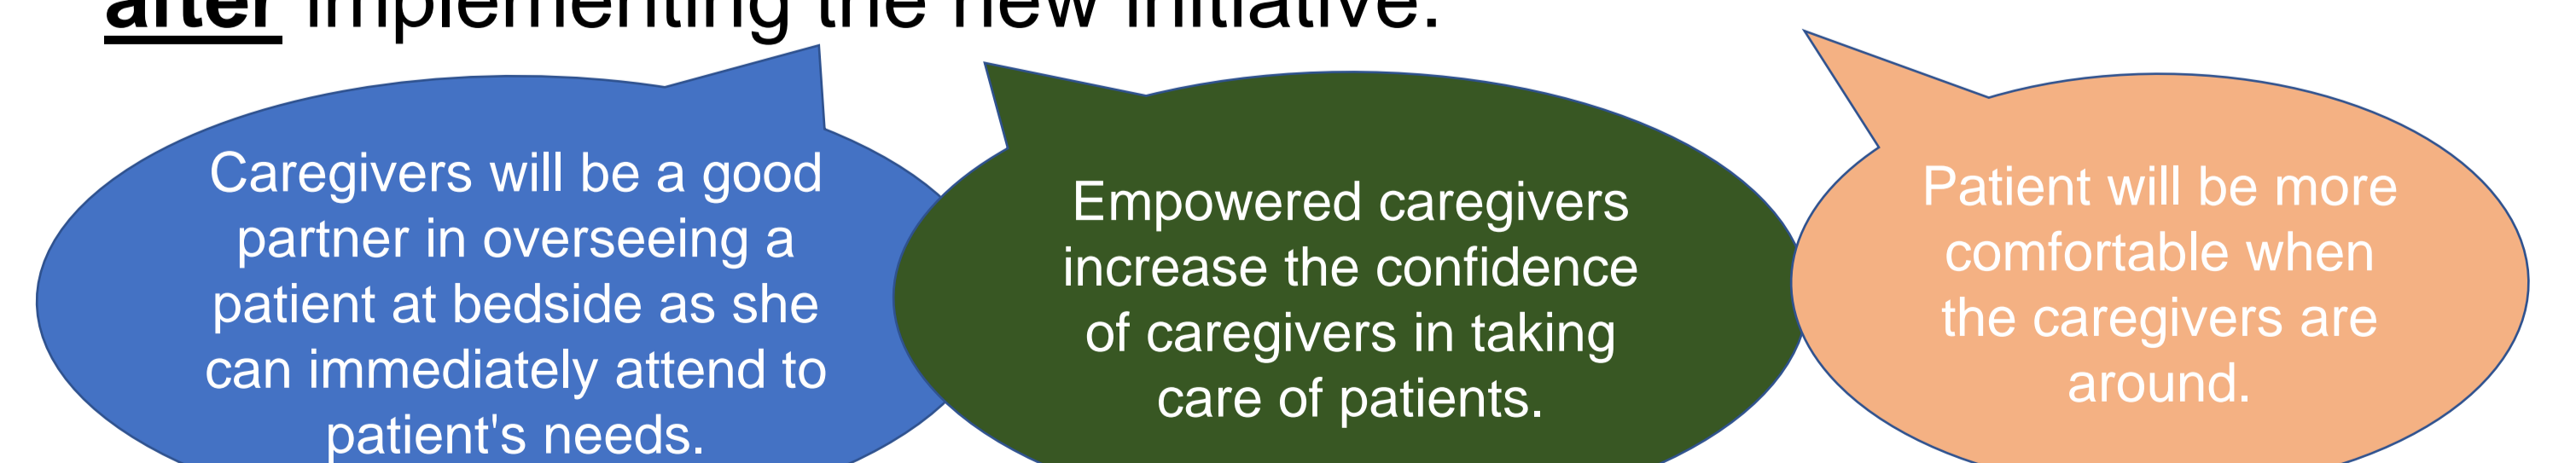 after implementing the new initiative.
Caregivers will be a good
partner in overseeing a
patient at bedside as she
can immediately attend to
patient's needs.
Empowered caregivers
increase the confidence
of caregivers in taking
care of patients.
Patient will be more
comfortable when
the caregivers are
around.